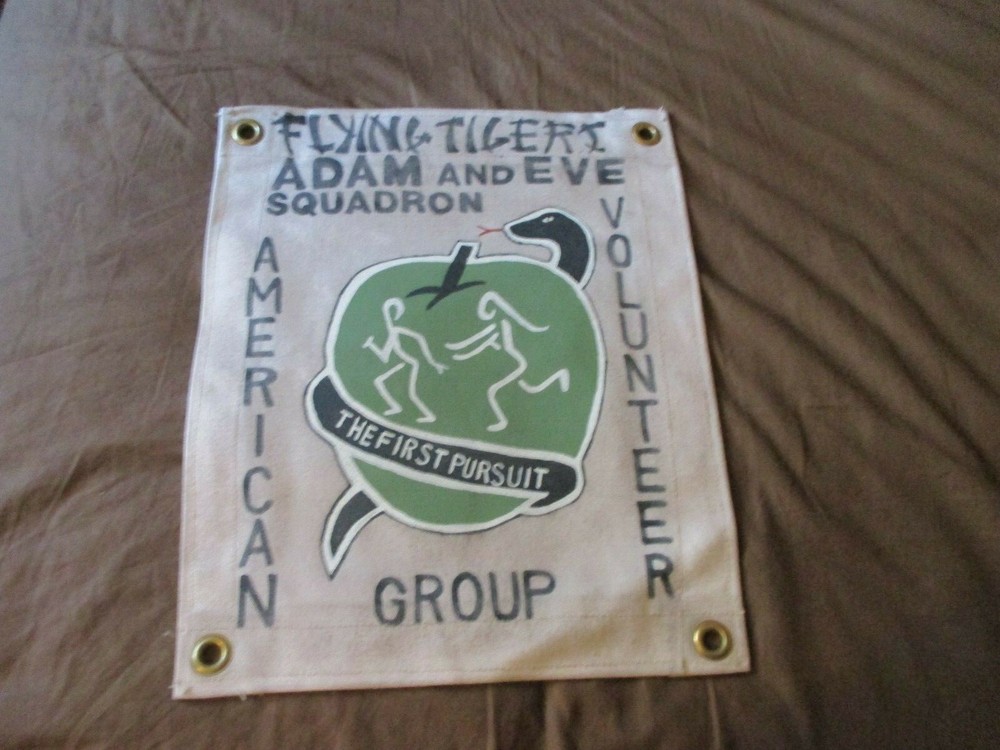 FLYING TIGERS
ADAM AND EVE
SQUADRON
AMERICAN
VOLUNTEER
THE FIRST PURSUIT
GROUP